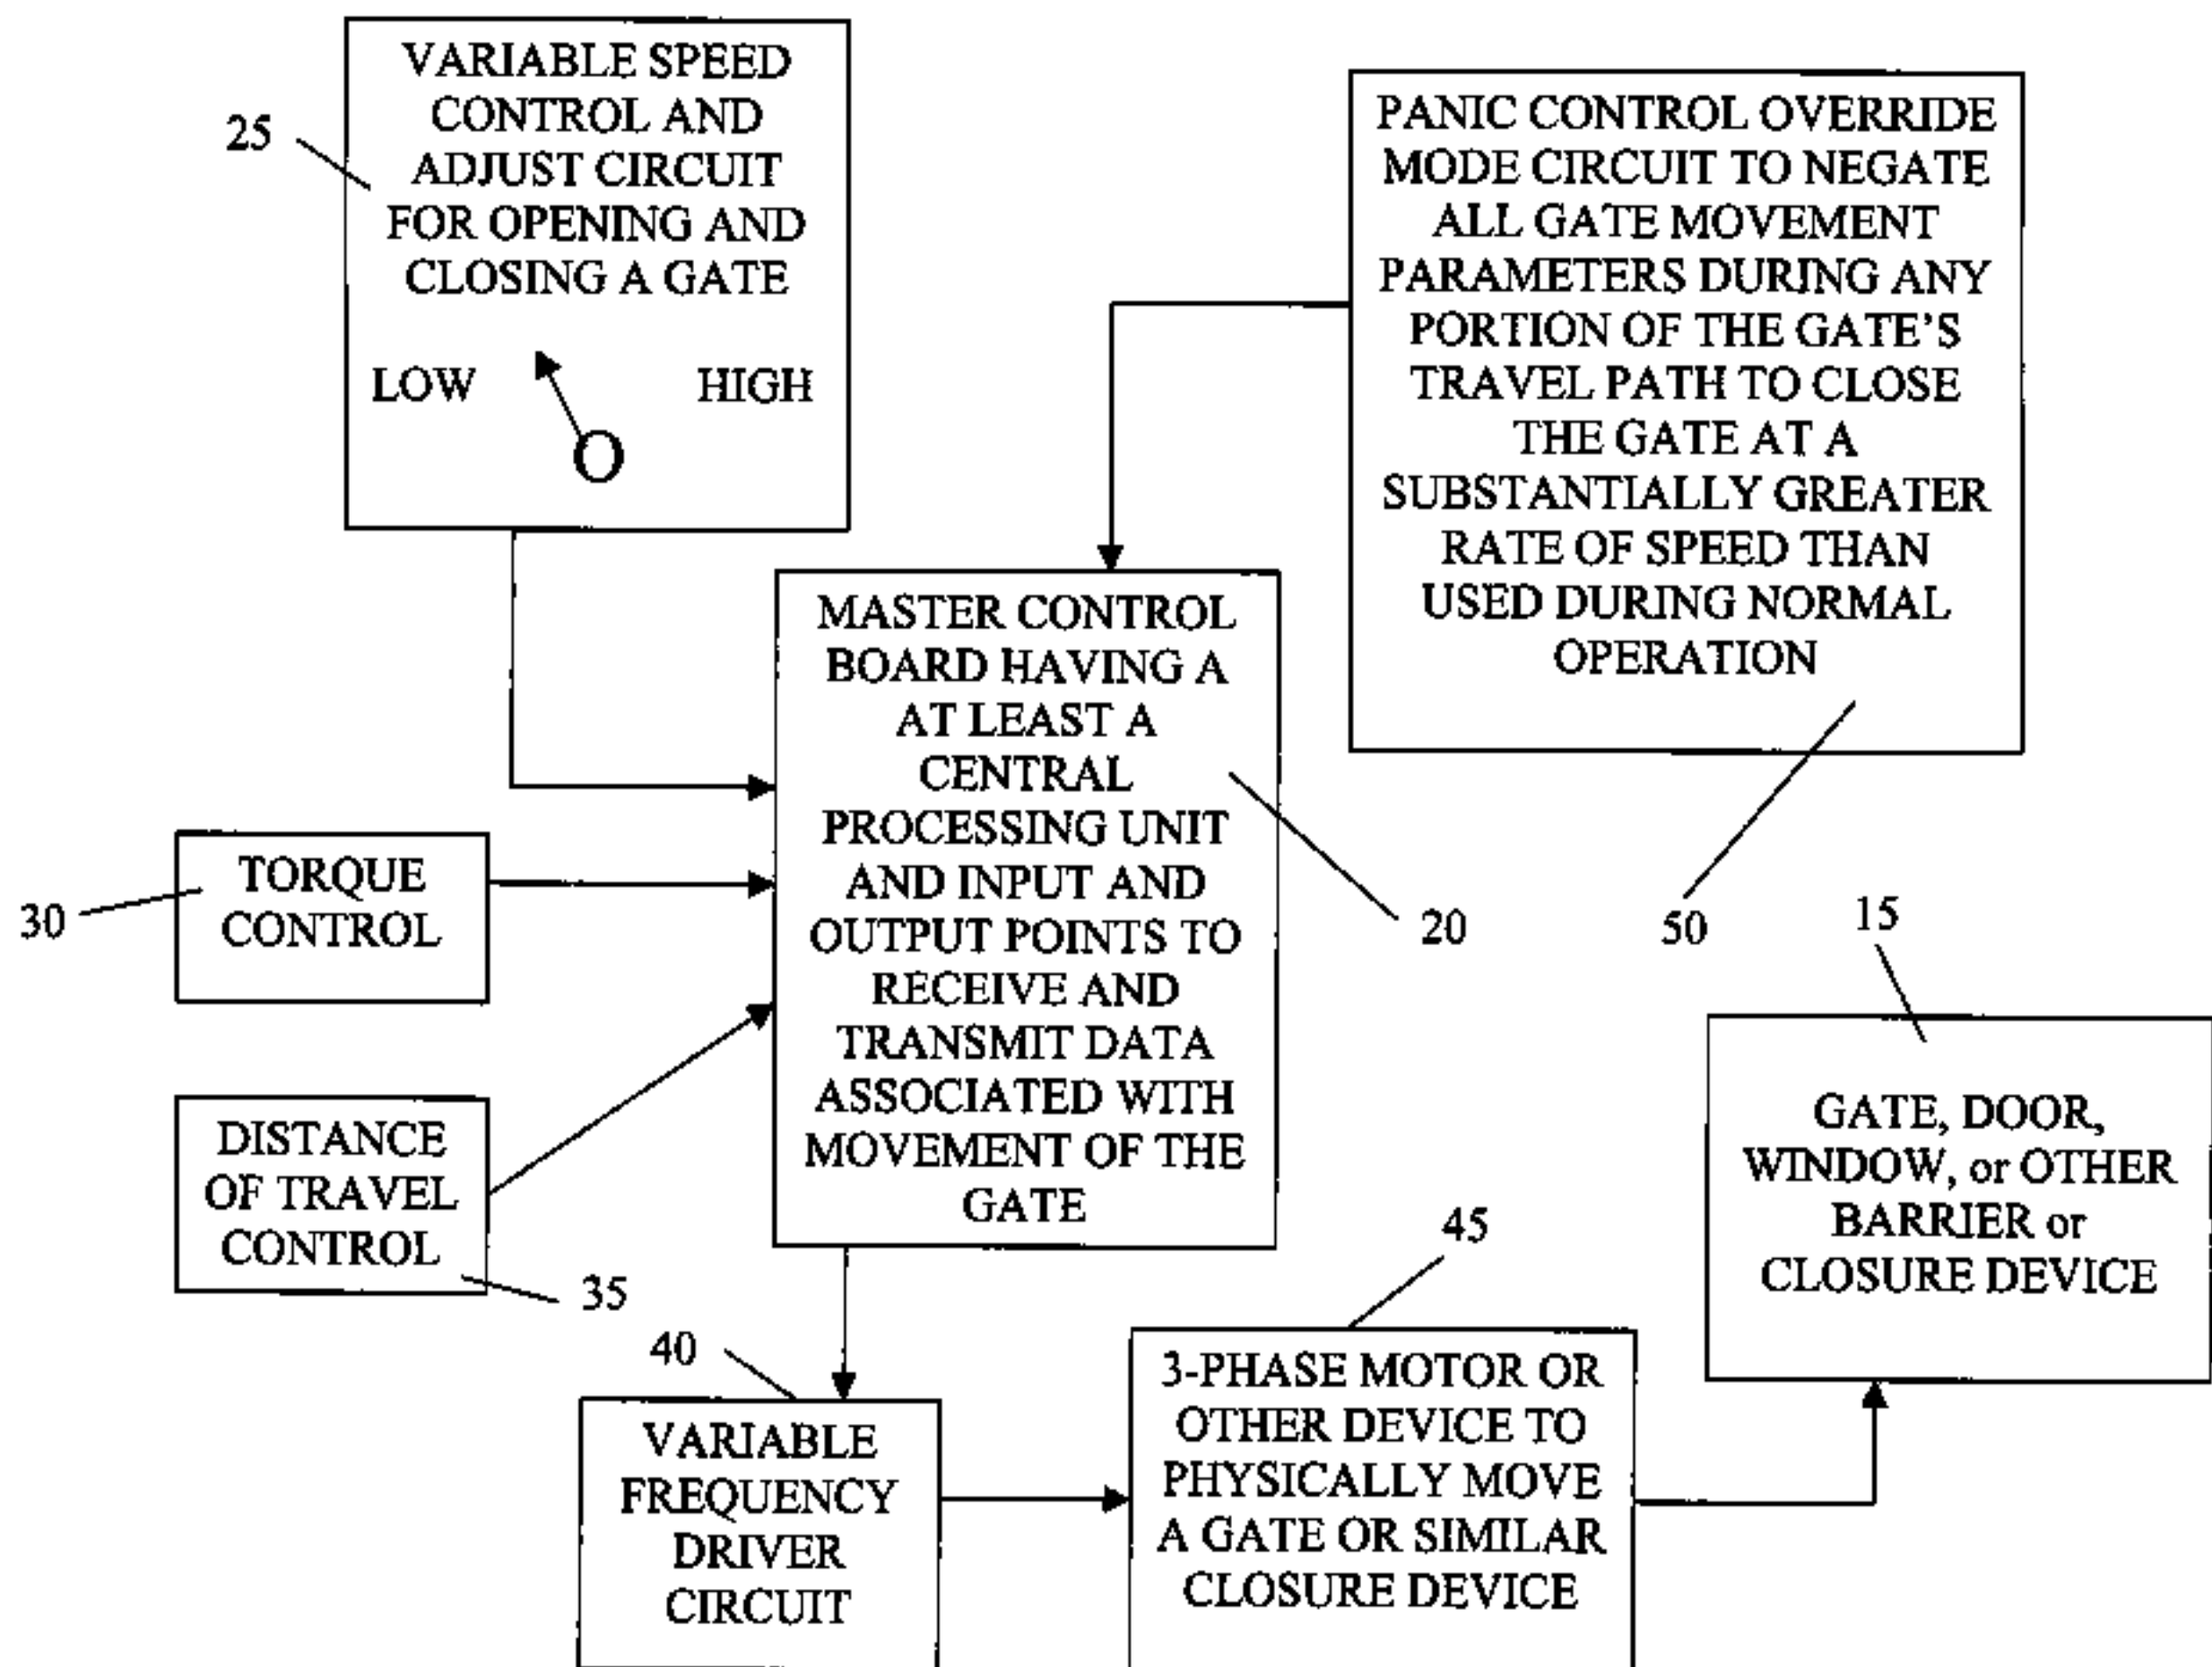 VARIABLE SPEED
CONTROL AND
ADJUST CIRCUIT
FOR OPENING AND
CLOSING A GATE
LOW
HIGH
O
25
PANIC CONTROL OVERRIDE
MODE CIRCUIT TO NEGATE
ALL GATE MOVEMENT
PARAMETERS DURING ANY
PORTION OF THE GATE'S
TRAVEL PATH TO CLOSE
THE GATE AT A
SUBSTANTIALLY GREATER
RATE OF SPEED THAN
USED DURING NORMAL
OPERATION
50
MASTER CONTROL
BOARD HAVING A
AT LEAST A
CENTRAL
PROCESSING UNIT
AND INPUT AND
OUTPUT POINTS TO
RECEIVE AND
TRANSMIT DATA
ASSOCIATED WITH
MOVEMENT OF THE
GATE
20
TORQUE
CONTROL
30
DISTANCE
OF TRAVEL
CONTROL
35
15
GATE, DOOR,
WINDOW, or OTHER
BARRIER or
CLOSURE DEVICE
40
VARIABLE
FREQUENCY
DRIVER
CIRCUIT
45
3-PHASE MOTOR OR
OTHER DEVICE TO
PHYSICALLY MOVE
A GATE OR SIMILAR
CLOSURE DEVICE